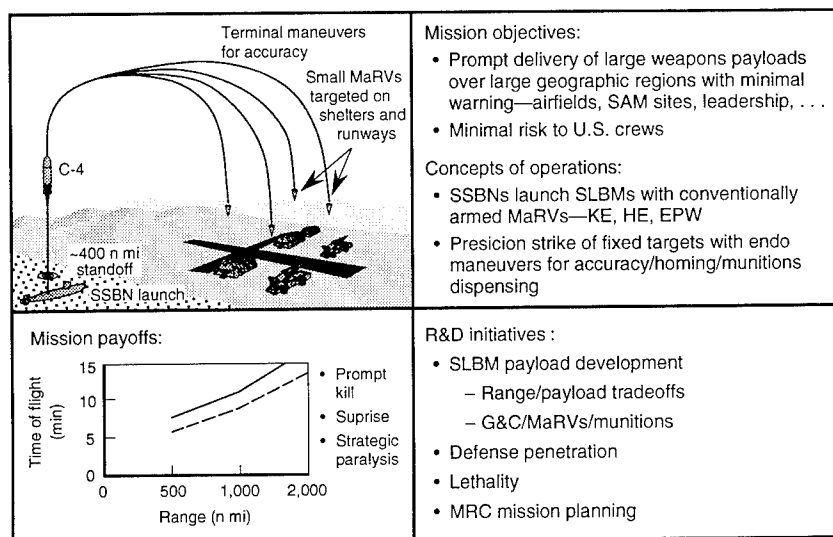 Terminal maneuvers
for accuracy
Small MaRVs
targeted on
shelters and
runways
C-4
~400 n mi
standoff
SSBN launch
Mission objectives:
• Prompt delivery of large weapons payloads
over large geographic regions with minimal
warning—airfields, SAM sites, leadership, . . .
• Minimal risk to U.S. crews
Concepts of operations:
• SSBNs launch SLBMs with conventionally
armed MaRVs—KE, HE, EPW
• Presicion strike of fixed targets with endo
maneuvers for accuracy/homing/munitions
dispensing
Mission payoffs:
Time of flight
(min)
15
10
5
0
0 500 1,000 2,000
Range (n mi)
• Prompt
kill
• Suprise
• Strategic
paralysis
R&D initiatives :
• SLBM payload development
– Range/payload tradeoffs
– G&C/MaRVs/munitions
• Defense penetration
• Lethality
• MRC mission planning